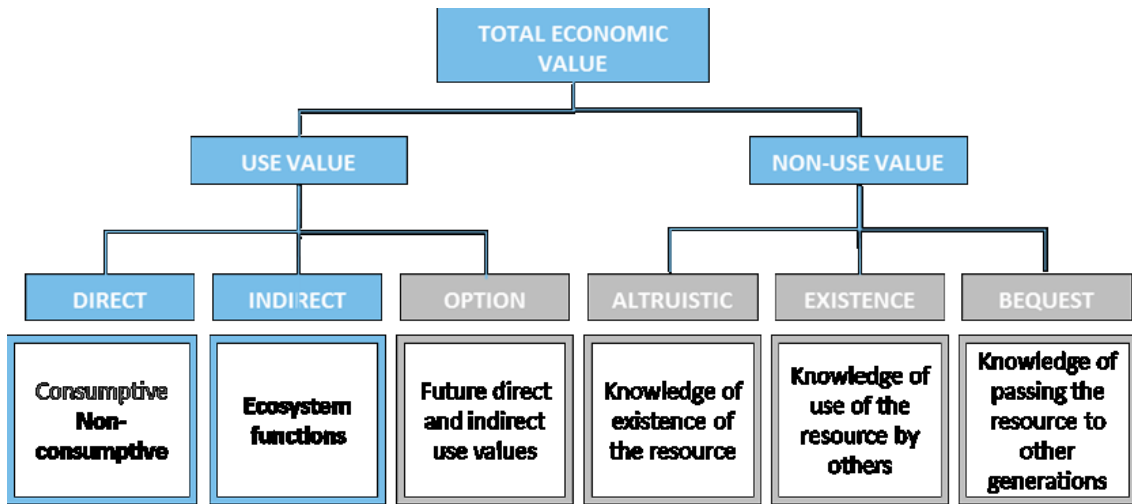 TOTAL ECONOMIC
VALUE
USE VALUE
NON-USE VALUE
DIRECT
INDIRECT
OPTION
ALTRUISTIC
EXISTENCE
BEQUEST
Consumptive
Non-
consumptive
Ecosystem
functions
Future direct
and indirect
use values
Knowledge of
existence of
the resource
Knowledge of
use of the
resource by
others
Knowledge of
passing the
resource to
other
generations